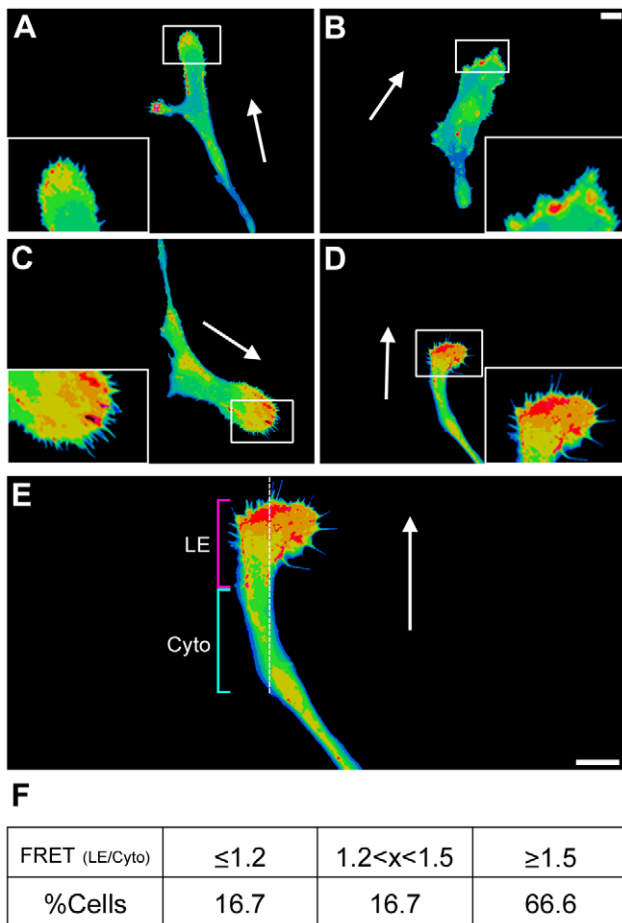 A
B
C
D
E
LE
Cyto
F
FRET (LE/Cyto) ≤1.2 1.2<x<1.5 ≥1.5
%Cells 16.7 16.7 66.6